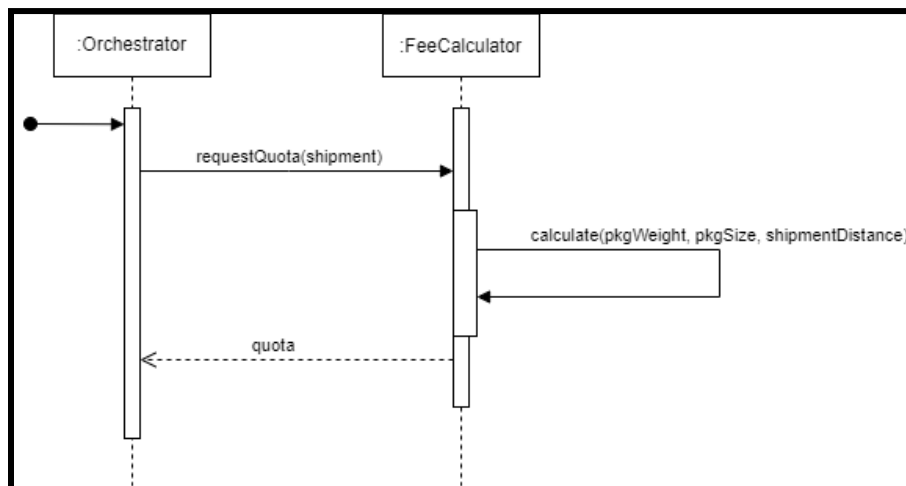 :Orchestrator
:FeeCalculator
requestQuota(shipment)
calculate(pkgWeight, pkgSize, shipmentDistance)
quota